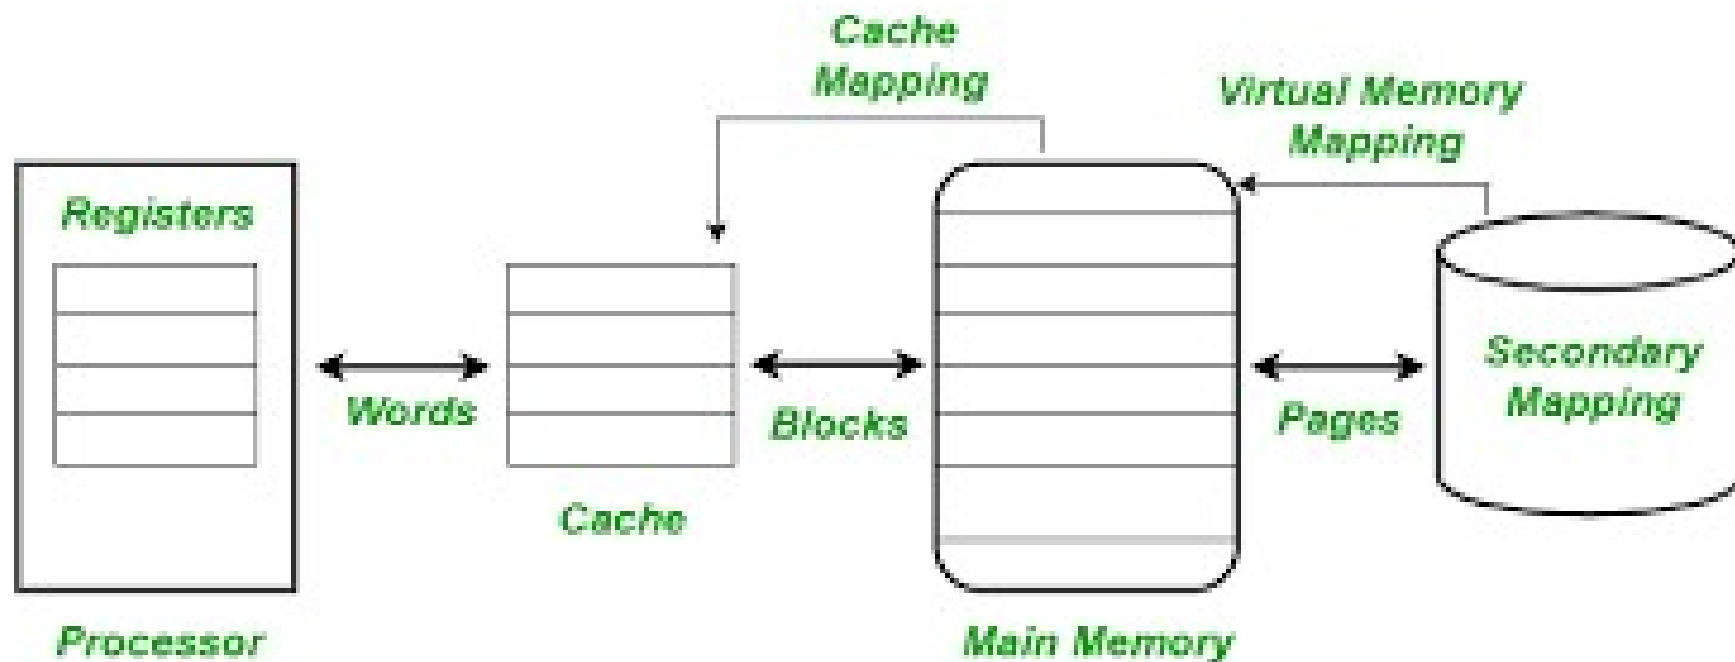 Cache
Mapping
Virtual Memory
Mapping
Registers
Words
Cache
Blocks
Pages
Secondary
Mapping
Processor
Main Memory